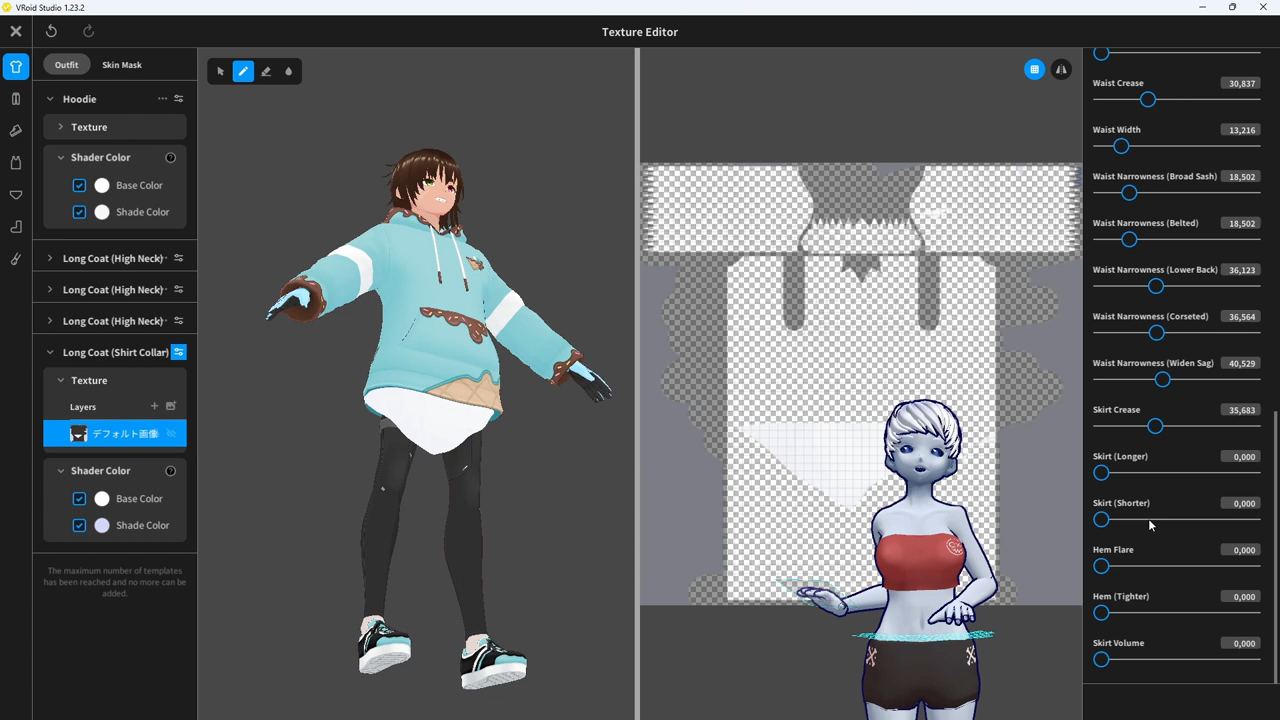 VRoid Studio 1.23.2
Texture Editor
Outfit
Skin Mask
Hoodie
Texture
Shader Color
Base Color
Shade Color
Long Coat (High Neck)
Long Coat (High Neck)
Long Coat (High Neck)
Long Coat (Shirt Collar)
Texture
Layers
デフォルト画像
Shader Color
Base Color
Shade Color
The maximum number of templates
has been reached and no more can be
added.
Waist Crease 30,837
Waist Width 13,216
Waist Narrowness (Broad Sash) 18,502
Waist Narrowness (Belted) 18,502
Waist Narrowness (Lower Back) 36,123
Waist Narrowness (Corseted) 36,564
Waist Narrowness (Widen Sag) 40,529
Skirt Crease 35,683
Skirt (Longer) 0,000
Skirt (Shorter) 0,000
Hem Flare 0,000
Hem (Tighter) 0,000
Skirt Volume 0,000